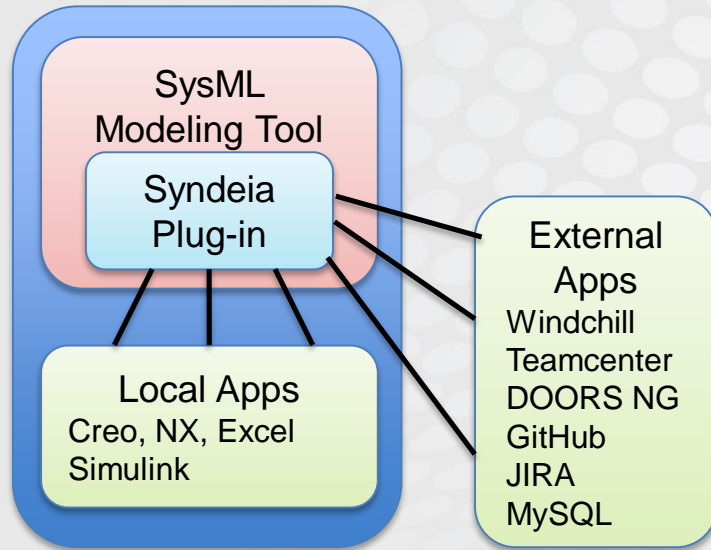 SysML
Modeling Tool
Syndeia
Plug-in
Local Apps
Creo, NX, Excel
Simulink
External
Apps
Windchill
Teamcenter
DOORS NG
GitHub
JIRA
MySQL